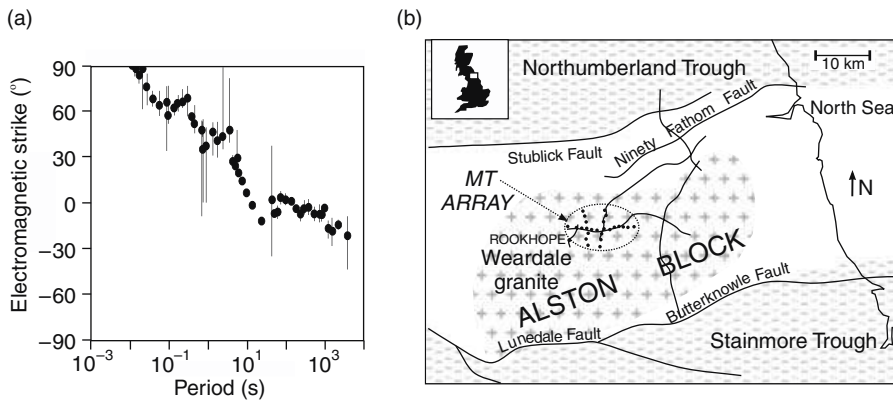 (a)
90
60
30
0
−30
−60
−90
Electromagnetic strike (°)
10−3
10−1
101
103
Period (s)
(b)
10 km
Northumberland Trough
North Sea
Ninety Fathom Fault
Stublick Fault
N
MT
ARRAY
ROOKHOPE
Weardale
granite
ALSTON BLOCK
Butterknowle Fault
Lunedale Fault
Stainmore Trough